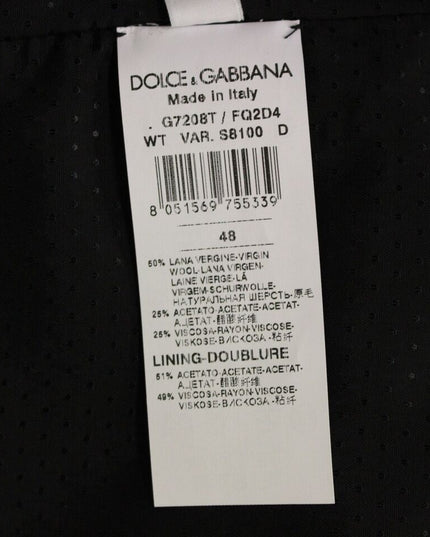 DOLCE & GABBANA
Made in Italy
. G7208T / FQ2D4
WT VAR. S8100 D
8 051569 755339
48
50% LANA VERGINE-VIRGIN
WOOL-LANA VIRGEN-
LAINE VIERGE-LÃ
VIRGEM-SCHURWOLLE-
НАТУРАЛЬНАЯ ШЕРСТЬ-原毛
25% ACETATO-ACETATE-ACETAT-
АЦЕТАТ-醋酸纤维
25% VISCOSA-RAYON-VISCOSE-
VISKOSE-ВИСКОЗА-粘纤
LINING-DOUBLURE
51% ACETATO-ACETATE-ACETAT-
АЦЕТАТ-醋酸纤维
49% VISCOSA-RAYON-VISCOSE-
VISKOSE-ВИСКОЗА-粘纤